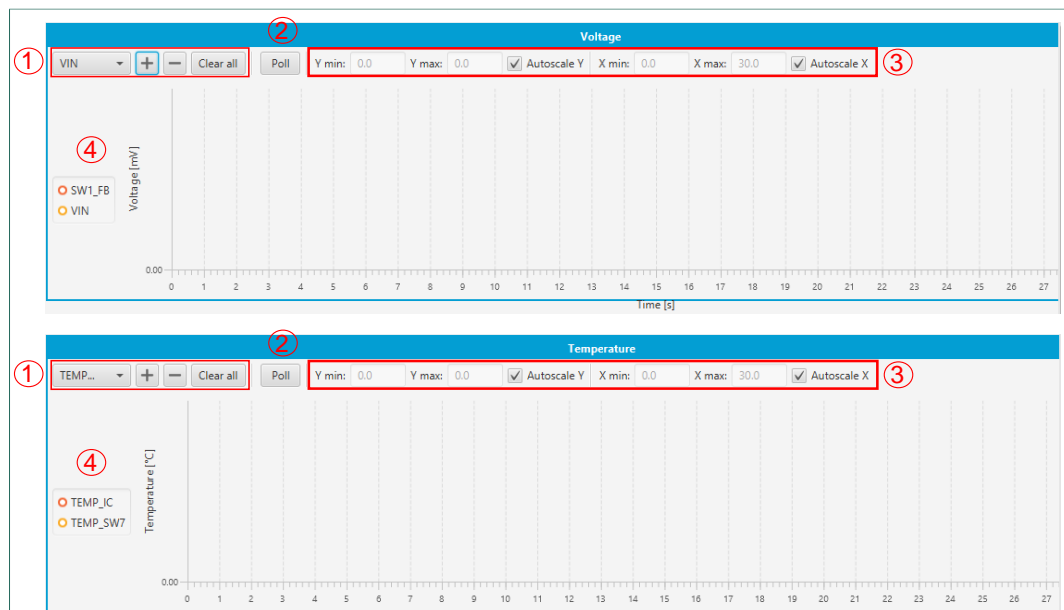 Voltage
① VIN + − Clear all ② Poll Y min: 0.0 Y max: 0.0 Autoscale Y X min: 0.0 X max: 30.0 Autoscale X ③
④
SW1_FB
VIN
Voltage [mV]
0.00
0 1 2 3 4 5 6 7 8 9 10 11 12 13 14 15 16 17 18 19 20 21 22 23 24 25 26 27
Time [s]
Temperature
① TEMP... + − Clear all ② Poll Y min: 0.0 Y max: 0.0 Autoscale Y X min: 0.0 X max: 30.0 Autoscale X ③
④
TEMP_IC
TEMP_SW7
Temperature [°C]
0.00
0 1 2 3 4 5 6 7 8 9 10 11 12 13 14 15 16 17 18 19 20 21 22 23 24 25 26 27